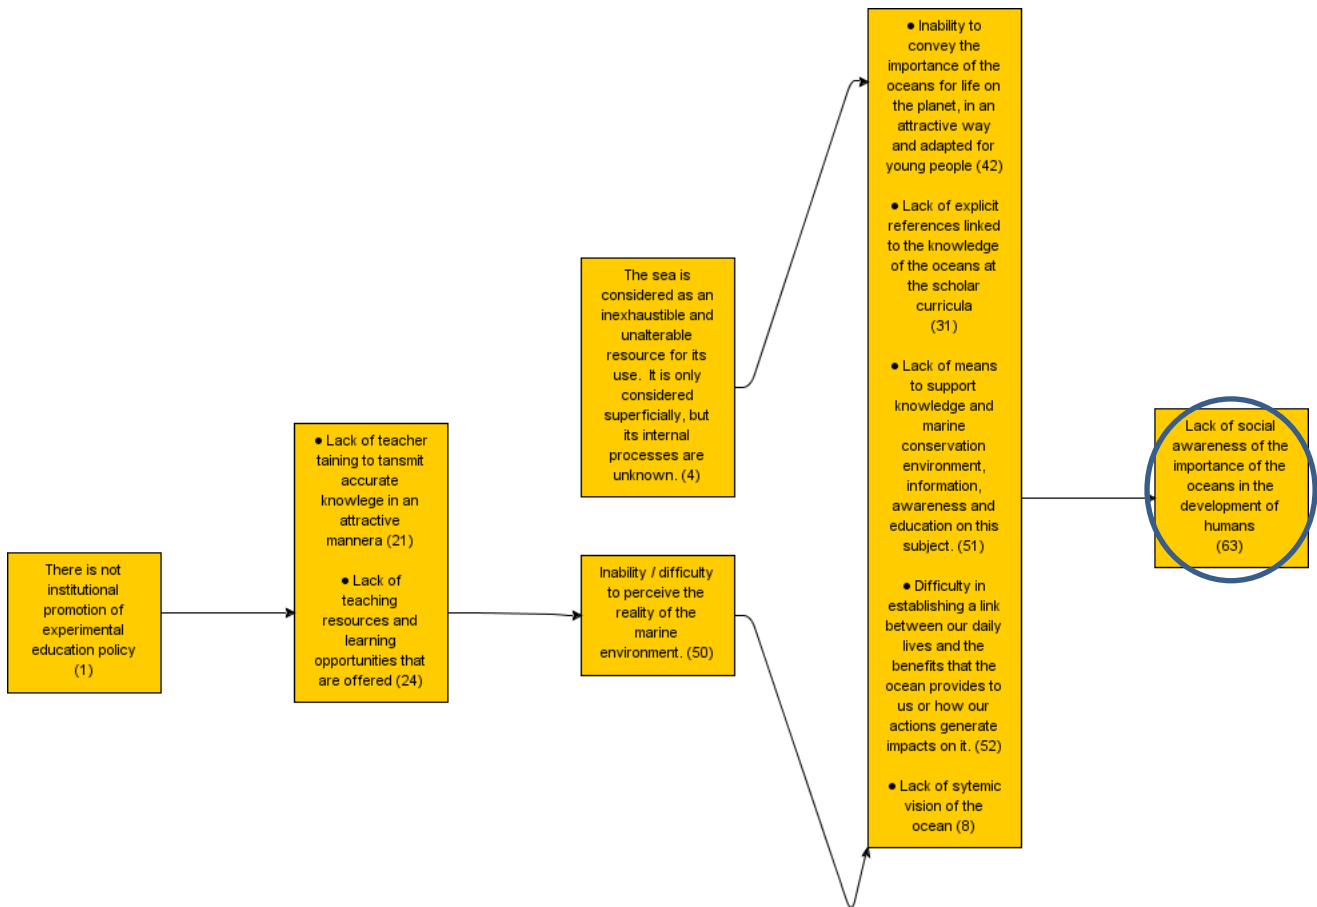 There is not
institutional
promotion of
experimental
education policy
(1)
● Lack of teacher
taining to tansmit
accurate
knowlege in an
attractive
mannera (21)
● Lack of
teaching
resources and
learning
opportunities that
are offered (24)
The sea is
considered as an
inexhaustible and
unalterable
resource for its
use. It is only
considered
superficially, but
its internal
processes are
unknown. (4)
Inability / difficulty
to perceive the
reality of the
marine
environment. (50)
● Inability to
convey the
importance of the
oceans for life on
the planet, in an
attractive way
and adapted for
young people (42)
● Lack of explicit
references linked
to the knowledge
of the oceans at
the scholar
curricula
(31)
● Lack of means
to support
knowledge and
marine
conservation
environment,
information,
awareness and
education on this
subject. (51)
● Difficulty in
establishing a link
between our daily
lives and the
benefits that the
ocean provides to
us or how our
actions generate
impacts on it. (52)
● Lack of sytemic
vision of the
ocean (8)
Lack of social
awareness of the
importance of the
oceans in the
development of
humans
(63)